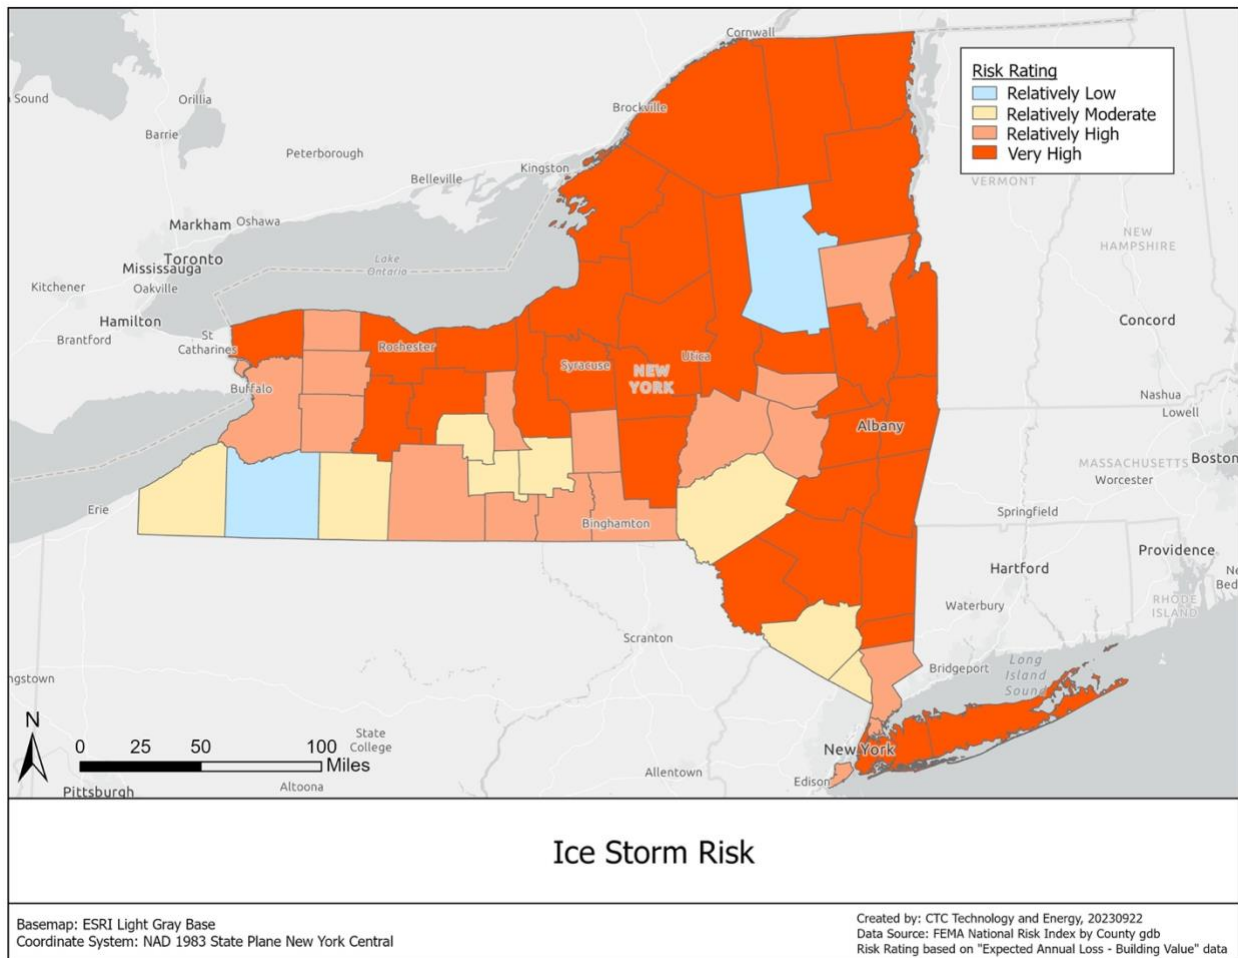 Cornwall
Sound
Orillia
Brockville
Barrie
Peterborough
Kingston
Belleville
Risk Rating
Relatively Low
Relatively Moderate
Relatively High
Very High
VERMONT
Markham
Oshawa
Toronto
Mississauga
Oakville
Kitchener
Hamilton
Brantford
St
Catharines
Lake
Ontario
NEW
HAMPSHIRE
Concord
Rochester
Syracuse
Utica
NEW
YORK
Buffalo
Nashua
Lowell
Albany
MASSACHUSETTS
Boston
Worcester
Erie
Springfield
Binghamton
Providence
Hartford
RHODE
ISLAND
Waterbury
Scranton
Bridgeport
Long
Island
Sound
ngstown
N
0 25 50 100
Miles
State
College
New York
Edison
Allentown
Altoona
Pittsburgh
Ice Storm Risk
Basemap: ESRI Light Gray Base
Coordinate System: NAD 1983 State Plane New York Central
Created by: CTC Technology and Energy, 20230922
Data Source: FEMA National Risk Index by County gdb
Risk Rating based on "Expected Annual Loss - Building Value" data